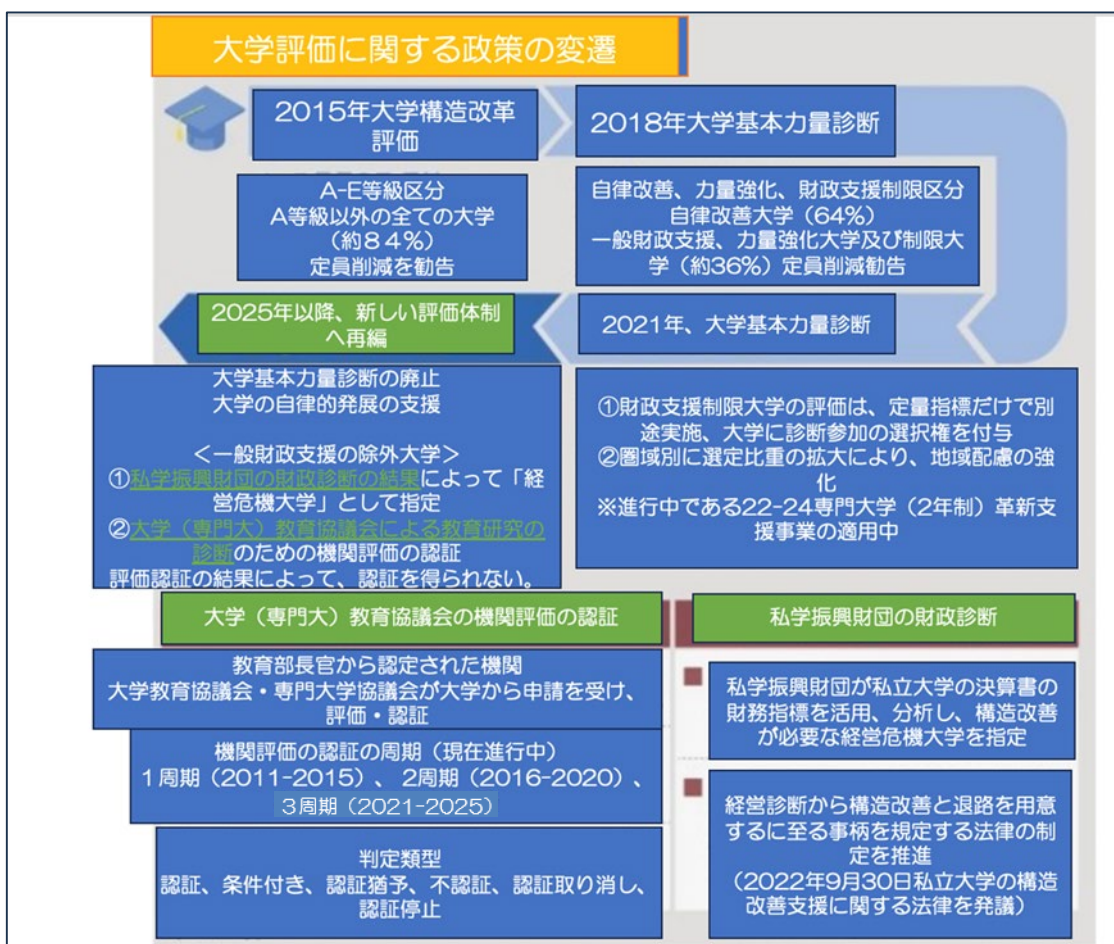 大学評価に関する政策の変遷
2015年大学構造改革
評価
2018年大学基本力量診断
A-E等級区分
A等級以外の全ての大学
（約８４%）
定員削減を勧告
自律改善、力量強化、財政支援制限区分
自律改善大学（64%）
一般財政支援、力量強化大学及び制限大
学（約36%）定員削減勧告
2025年以降、新しい評価体制
へ再編
2021年、大学基本力量診断
大学基本力量診断の廃止
大学の自律的発展の支援
＜一般財政支援の除外大学＞
①私学振興財団の財政診断の結果によって「経
営危機大学」として指定
②大学（専門大）教育協議会による教育研究の
診断のための機関評価の認証
評価認証の結果によって、認証を得られない。
①財政支援制限大学の評価は、定量指標だけで別
途実施、大学に診断参加の選択権を付与
②圏域別に選定比重の拡大により、地域配慮の強
化
※進行中である22-24専門大学（2年制）革新支
援事業の適用中
大学（専門大）教育協議会の機関評価の認証
教育部長官から認定された機関
大学教育協議会・専門大学協議会が大学から申請を受け、
評価・認証
機関評価の認証の周期（現在進行中）
１周期（2011-2015）、 2周期（2016-2020）、
３周期（2021-2025）
判定類型
認証、条件付き、認証猶予、不認証、認証取り消し、
認証停止
私学振興財団の財政診断
私学振興財団が私立大学の決算書の
財務指標を活用、分析し、構造改善
が必要な経営危機大学を指定
経営診断から構造改善と退路を用意
するに至る事柄を規定する法律の制
定を推進
（2022年9月30日私立大学の構造
改善支援に関する法律を発議）